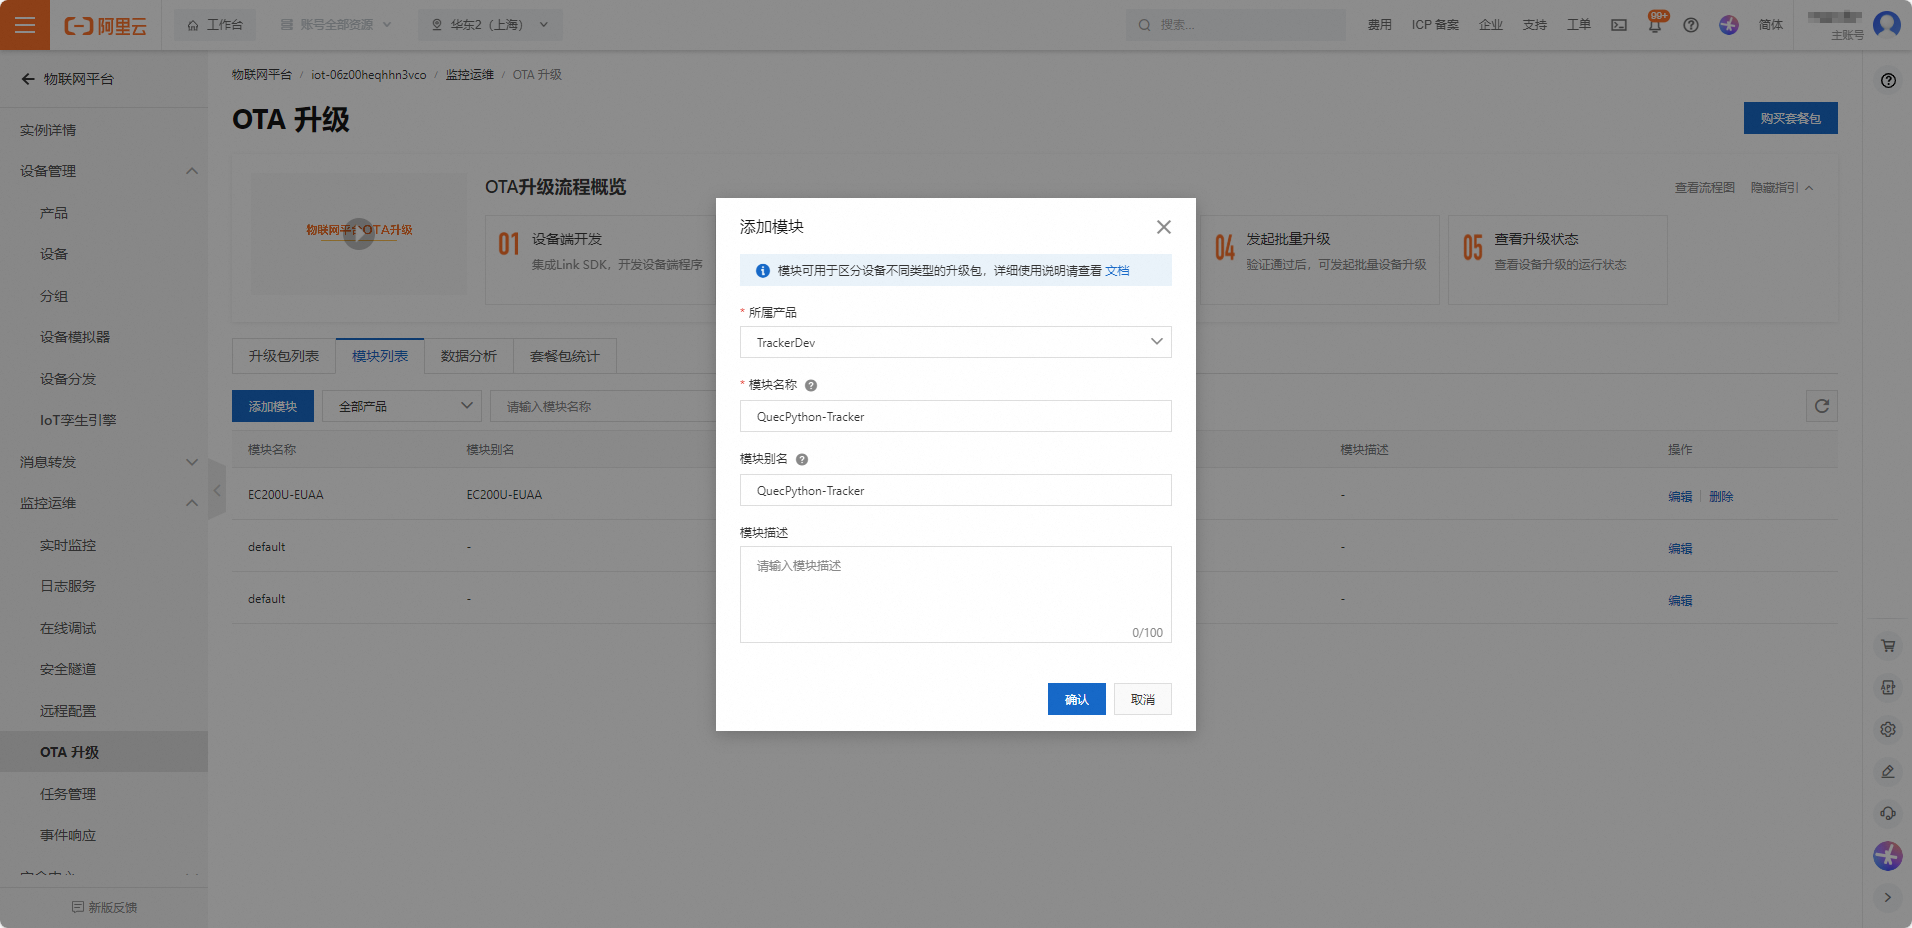 阿里云
工作台
账号全部资源
华东2（上海）
搜索...
费用
ICP 备案
企业
支持
工单
99+
简体
主账号
物联网平台
实例详情
设备管理
产品
设备
分组
设备模拟器
设备分发
IoT孪生引擎
消息转发
监控运维
实时监控
日志服务
在线调试
安全隧道
远程配置
OTA 升级
任务管理
事件响应
安全中心
新版反馈
物联网平台 / iot-06z00heqhhn3vco / 监控运维 / OTA 升级
OTA 升级
购买套餐包
物联网平台OTA升级
OTA升级流程概览
查看流程图
隐藏指引
01 设备端开发
集成Link SDK，开发设备端程序
04 发起批量升级
验证通过后，可发起批量设备升级
05 查看升级状态
查看设备升级的运行状态
升级包列表
模块列表
数据分析
套餐包统计
添加模块
全部产品
请输入模块名称
模块名称 模块别名 模块描述 操作
EC200U-EUAA EC200U-EUAA - 编辑 删除
default - - 编辑
default - - 编辑
添加模块
模块可用于区分设备不同类型的升级包，详细使用说明请查看 文档
* 所属产品
TrackerDev
* 模块名称
QuecPython-Tracker
模块别名
QuecPython-Tracker
模块描述
请输入模块描述
0/100
确认
取消